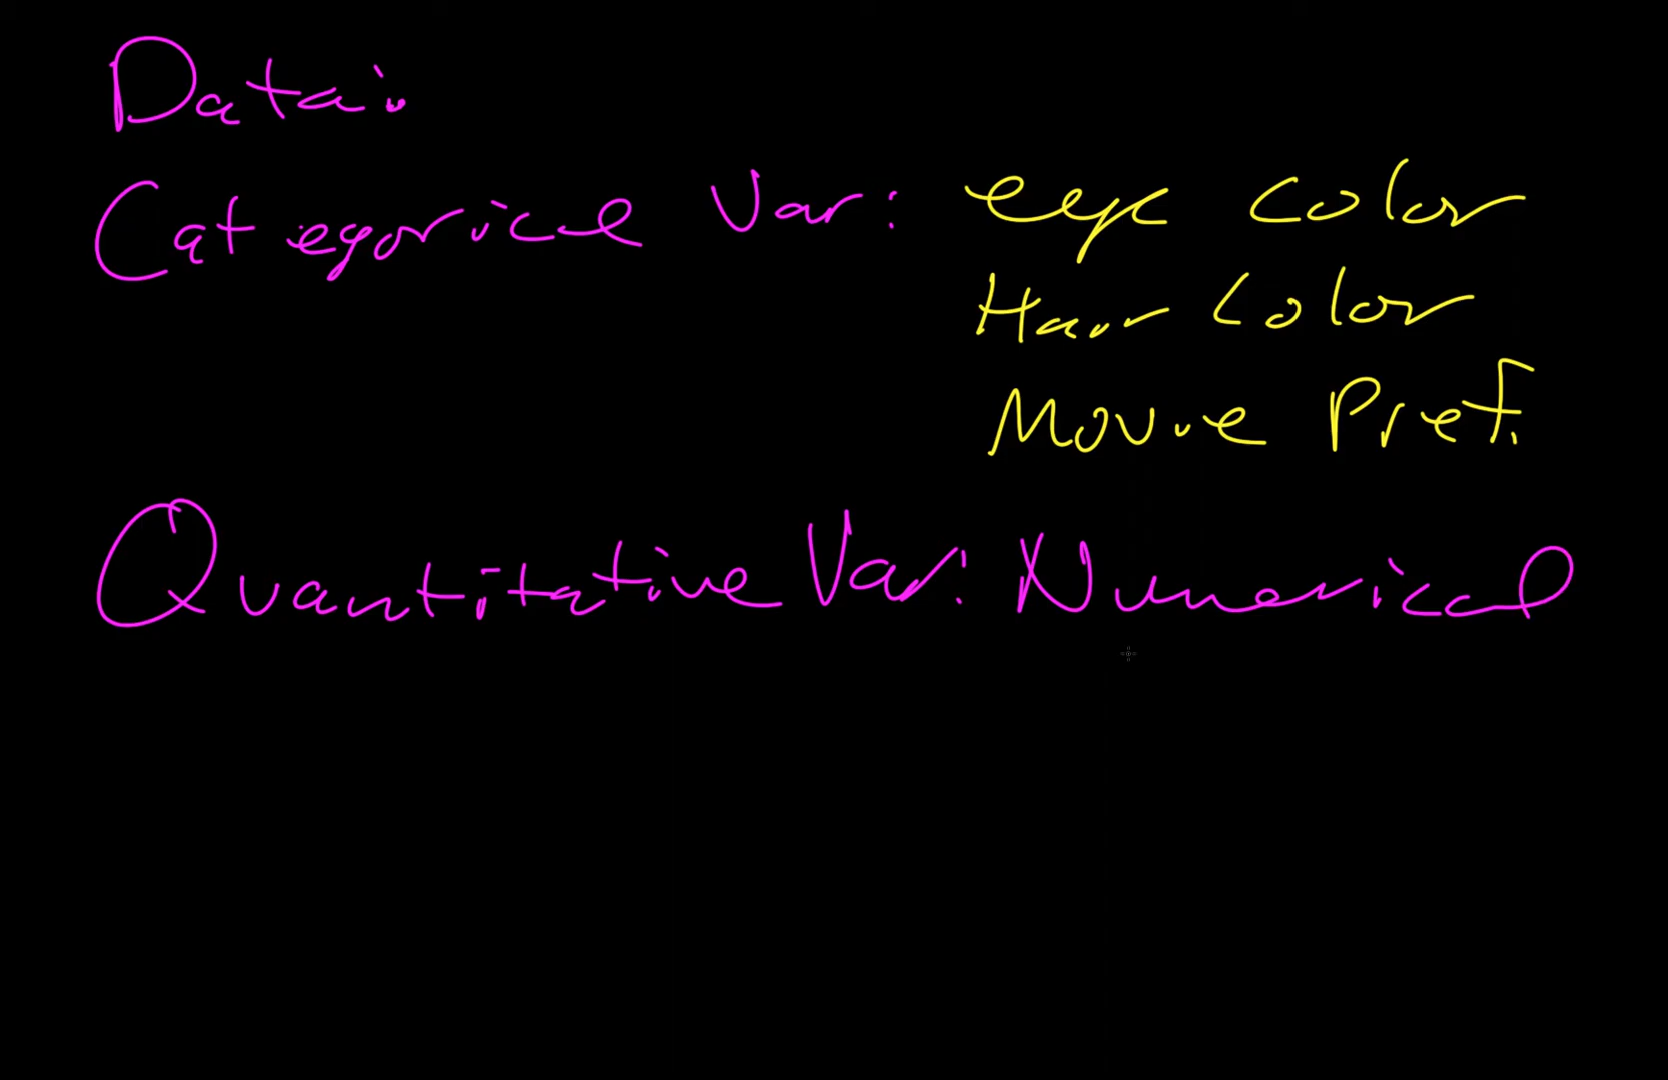 Data:
Categorical Var: eye Color
Hair Color
Movie Pref.
Quantitative Var: Numerical